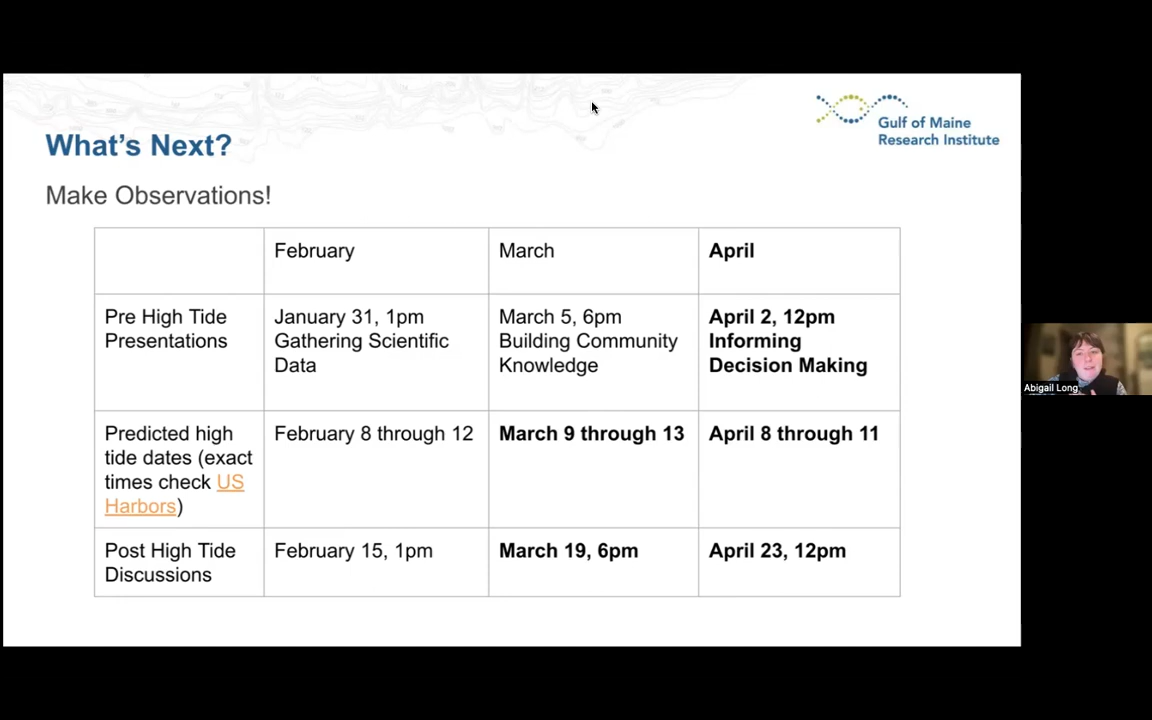 Gulf of Maine
Research Institute
What's Next?
Make Observations!
February
March
April
Pre High Tide
Presentations
January 31, 1pm
Gathering Scientific
Data
March 5, 6pm
Building Community
Knowledge
April 2, 12pm
Informing
Decision Making
Predicted high
tide dates (exact
times check US
Harbors)
February 8 through 12
March 9 through 13
April 8 through 11
Post High Tide
Discussions
February 15, 1pm
March 19, 6pm
April 23, 12pm
Abigail Long